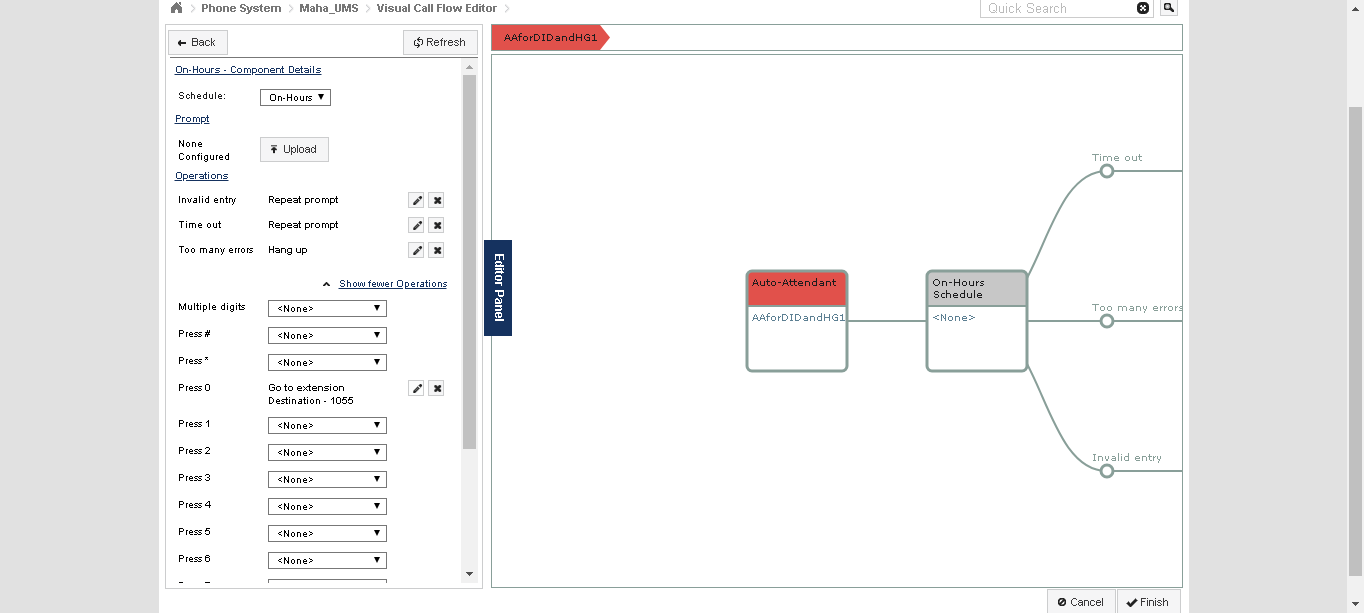 Phone System
Maha_UMS
Visual Call Flow Editor
Quick Search
Back
Refresh
On-Hours - Component Details
Schedule:
On-Hours
Prompt
None
Configured
Upload
Operations
Invalid entry Repeat prompt
Time out Repeat prompt
Too many errors Hang up
Show fewer Operations
Multiple digits <None>
Press # <None>
Press * <None>
Press 0 Go to extension
Destination - 1055
Press 1 <None>
Press 2 <None>
Press 3 <None>
Press 4 <None>
Press 5 <None>
Press 6 <None>
Editor Panel
AAforDIDandHG1
Auto-Attendant
AAforDIDandHG1
On-Hours
Schedule
<None>
Time out
Too many errors
Invalid entry
Cancel
Finish